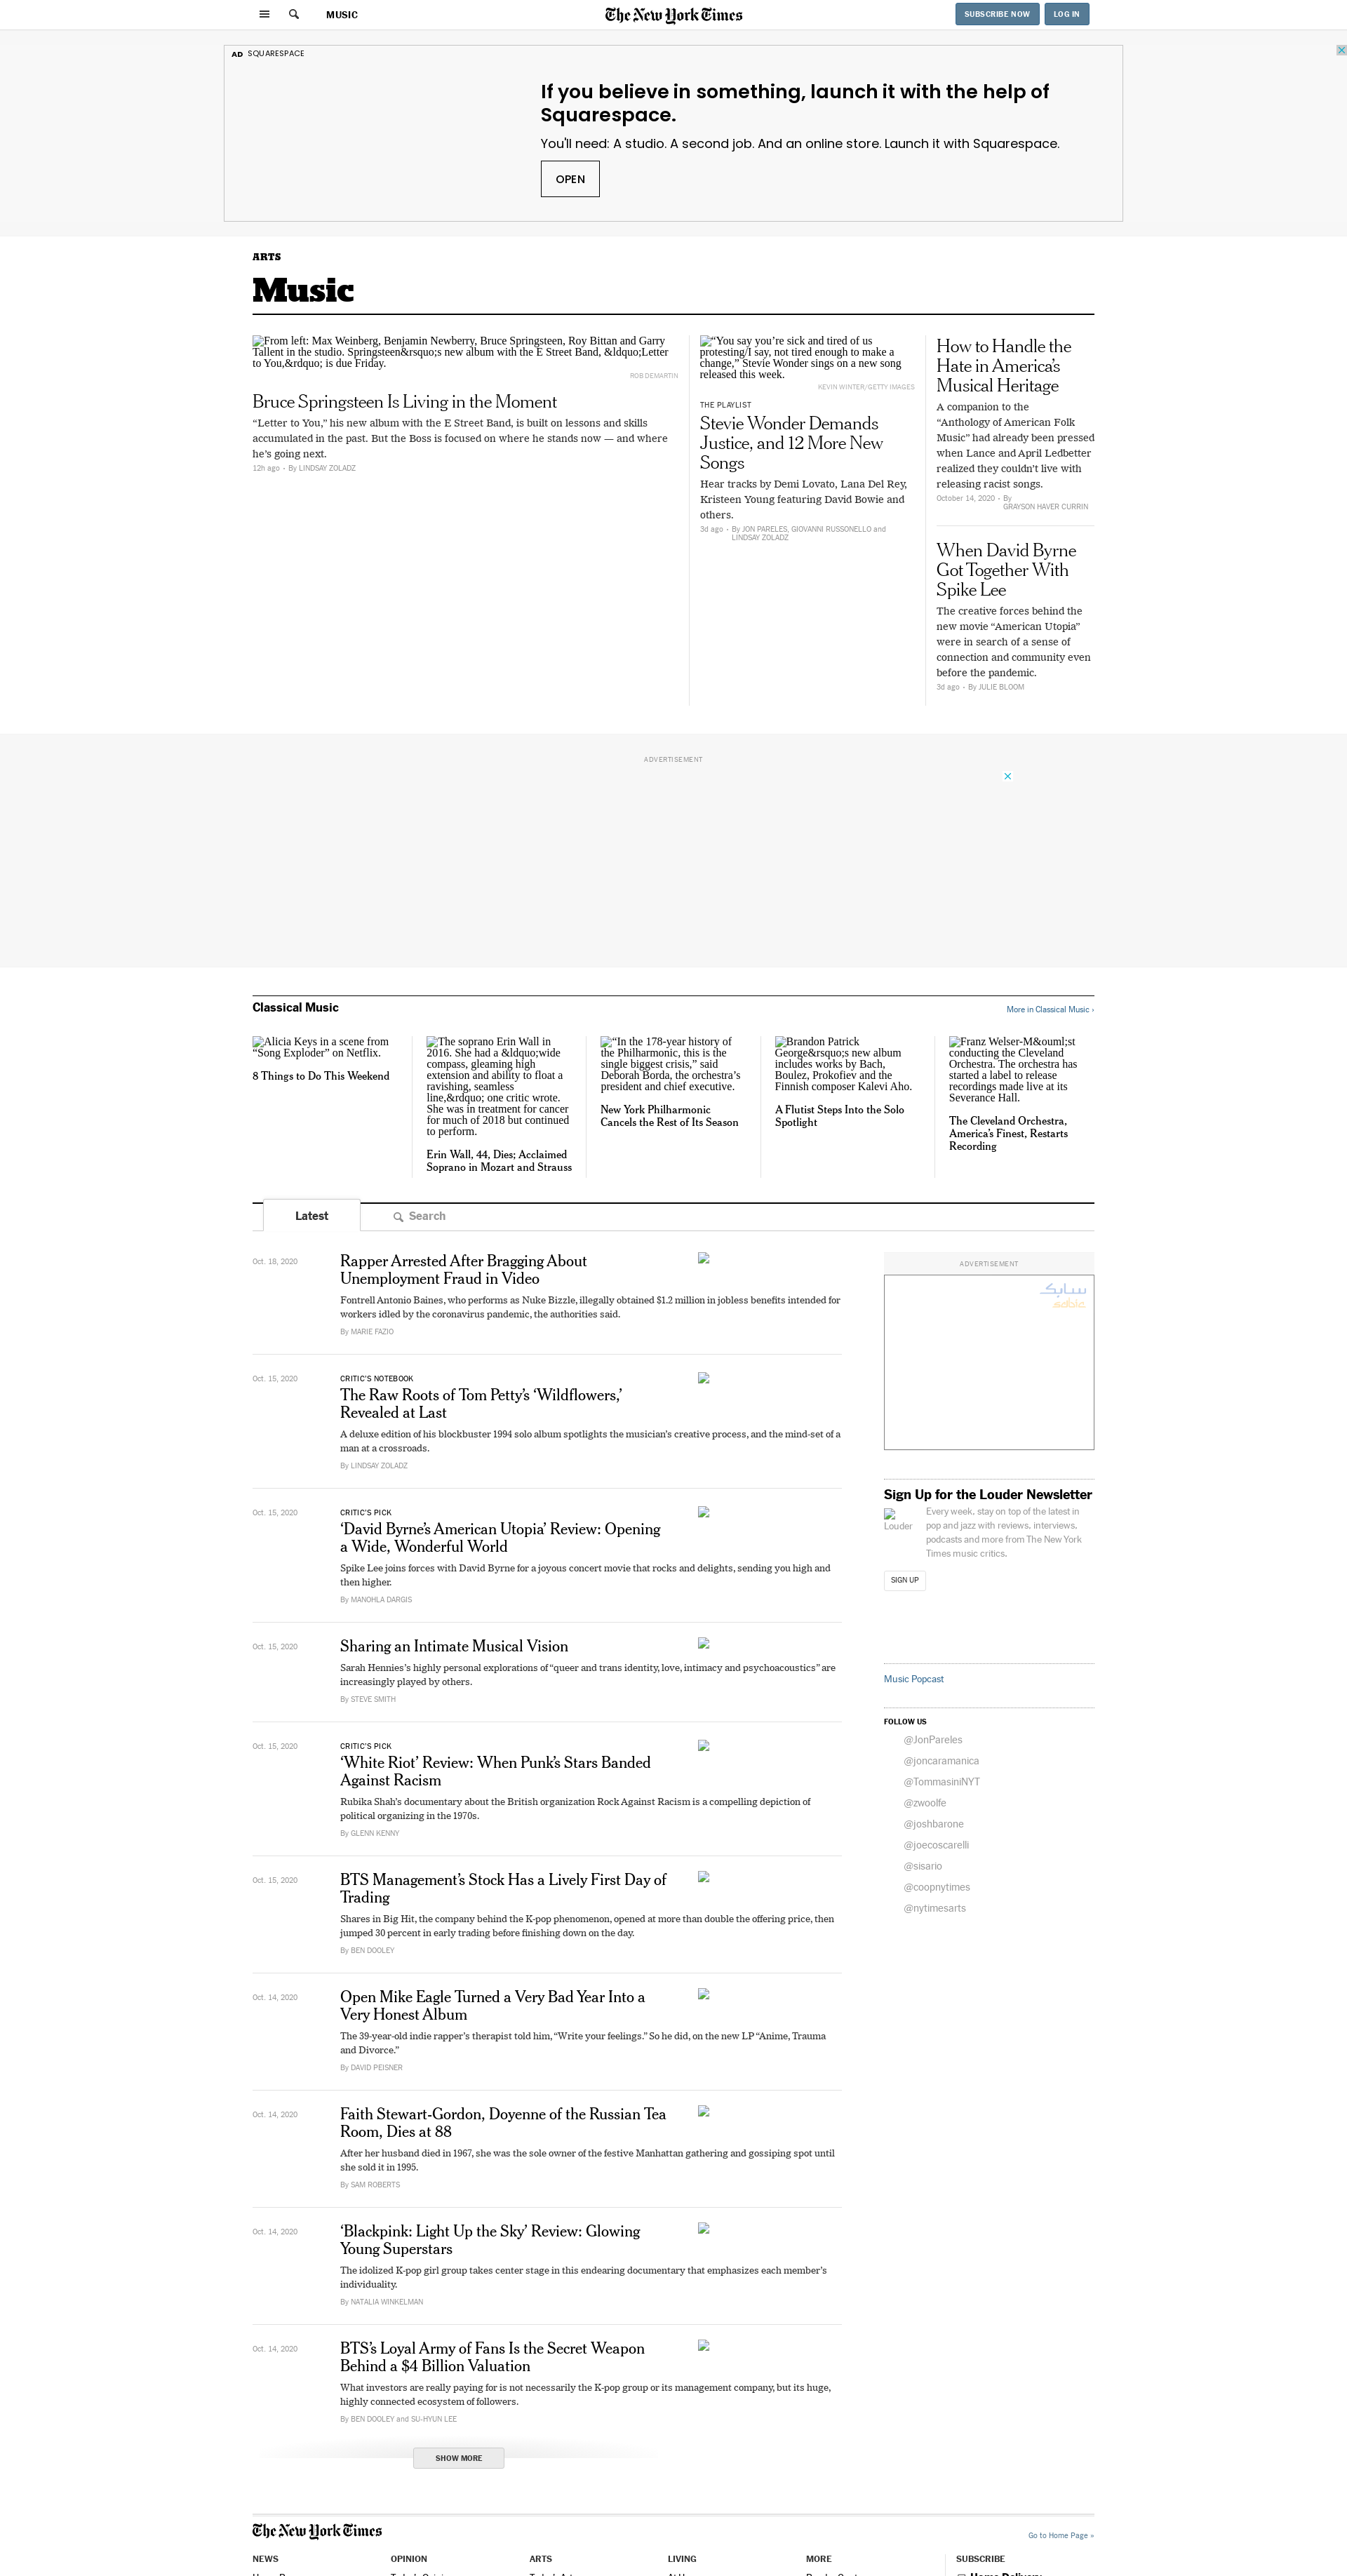 MUSIC
The New York Times
SUBSCRIBE NOW
LOG IN
AD SQUARESPACE
If you believe in something, launch it with the help of
Squarespace.
You'll need: A studio. A second job. And an online store. Launch it with Squarespace.
OPEN
ARTS
Music
From left: Max Weinberg, Benjamin Newberry, Bruce Springsteen, Roy Bittan and Garry
Tallent in the studio. Springsteen&rsquo;s new album with the E Street Band, &ldquo;Letter
to You,&rdquo; is due Friday.
ROB DEMARTIN
Bruce Springsteen Is Living in the Moment
“Letter to You,” his new album with the E Street Band, is built on lessons and skills
accumulated in the past. But the Boss is focused on where he stands now — and where
he’s going next.
12h ago • By LINDSAY ZOLADZ
“You say you’re sick and tired of us
protesting/I say, not tired enough to make a
change,” Stevie Wonder sings on a new song
released this week.
KEVIN WINTER/GETTY IMAGES
THE PLAYLIST
Stevie Wonder Demands
Justice, and 12 More New
Songs
Hear tracks by Demi Lovato, Lana Del Rey,
Kristeen Young featuring David Bowie and
others.
3d ago • By JON PARELES, GIOVANNI RUSSONELLO and
LINDSAY ZOLADZ
How to Handle the
Hate in America’s
Musical Heritage
A companion to the
“Anthology of American Folk
Music” had already been pressed
when Lance and April Ledbetter
realized they couldn’t live with
releasing racist songs.
October 14, 2020 • By
GRAYSON HAVER CURRIN
When David Byrne
Got Together With
Spike Lee
The creative forces behind the
new movie “American Utopia”
were in search of a sense of
connection and community even
before the pandemic.
3d ago • By JULIE BLOOM
ADVERTISEMENT
Classical Music
More in Classical Music ›
Alicia Keys in a scene from
“Song Exploder” on Netflix.
8 Things to Do This Weekend
The soprano Erin Wall in
2016. She had a &ldquo;wide
compass, gleaming high
extension and ability to float a
ravishing, seamless
line,&rdquo; one critic wrote.
She was in treatment for cancer
for much of 2018 but continued
to perform.
Erin Wall, 44, Dies; Acclaimed
Soprano in Mozart and Strauss
“In the 178-year history of
the Philharmonic, this is the
single biggest crisis,” said
Deborah Borda, the orchestra’s
president and chief executive.
New York Philharmonic
Cancels the Rest of Its Season
Brandon Patrick
George&rsquo;s new album
includes works by Bach,
Boulez, Prokofiev and the
Finnish composer Kalevi Aho.
A Flutist Steps Into the Solo
Spotlight
Franz Welser-M&ouml;st
conducting the Cleveland
Orchestra. The orchestra has
started a label to release
recordings made live at its
Severance Hall.
The Cleveland Orchestra,
America’s Finest, Restarts
Recording
Latest
Search
Oct. 18, 2020
Rapper Arrested After Bragging About
Unemployment Fraud in Video
Fontrell Antonio Baines, who performs as Nuke Bizzle, illegally obtained $1.2 million in jobless benefits intended for
workers idled by the coronavirus pandemic, the authorities said.
By MARIE FAZIO
Oct. 15, 2020
CRITIC’S NOTEBOOK
The Raw Roots of Tom Petty’s ‘Wildflowers,’
Revealed at Last
A deluxe edition of his blockbuster 1994 solo album spotlights the musician’s creative process, and the mind-set of a
man at a crossroads.
By LINDSAY ZOLADZ
Oct. 15, 2020
CRITIC’S PICK
‘David Byrne’s American Utopia’ Review: Opening
a Wide, Wonderful World
Spike Lee joins forces with David Byrne for a joyous concert movie that rocks and delights, sending you high and
then higher.
By MANOHLA DARGIS
Oct. 15, 2020
Sharing an Intimate Musical Vision
Sarah Hennies’s highly personal explorations of “queer and trans identity, love, intimacy and psychoacoustics” are
increasingly played by others.
By STEVE SMITH
Oct. 15, 2020
CRITIC’S PICK
‘White Riot’ Review: When Punk’s Stars Banded
Against Racism
Rubika Shah’s documentary about the British organization Rock Against Racism is a compelling depiction of
political organizing in the 1970s.
By GLENN KENNY
Oct. 15, 2020
BTS Management’s Stock Has a Lively First Day of
Trading
Shares in Big Hit, the company behind the K-pop phenomenon, opened at more than double the offering price, then
jumped 30 percent in early trading before finishing down on the day.
By BEN DOOLEY
Oct. 14, 2020
Open Mike Eagle Turned a Very Bad Year Into a
Very Honest Album
The 39-year-old indie rapper’s therapist told him, “Write your feelings.” So he did, on the new LP “Anime, Trauma
and Divorce.”
By DAVID PEISNER
Oct. 14, 2020
Faith Stewart-Gordon, Doyenne of the Russian Tea
Room, Dies at 88
After her husband died in 1967, she was the sole owner of the festive Manhattan gathering and gossiping spot until
she sold it in 1995.
By SAM ROBERTS
Oct. 14, 2020
‘Blackpink: Light Up the Sky’ Review: Glowing
Young Superstars
The idolized K-pop girl group takes center stage in this endearing documentary that emphasizes each member’s
individuality.
By NATALIA WINKELMAN
Oct. 14, 2020
BTS’s Loyal Army of Fans Is the Secret Weapon
Behind a $4 Billion Valuation
What investors are really paying for is not necessarily the K-pop group or its management company, but its huge,
highly connected ecosystem of followers.
By BEN DOOLEY and SU-HYUN LEE
SHOW MORE
ADVERTISEMENT
سابك
Sign Up for the Louder Newsletter
Louder
Every week, stay on top of the latest in
pop and jazz with reviews, interviews,
podcasts and more from The New York
Times music critics.
SIGN UP
Music Popcast
FOLLOW US
@JonPareles
@joncaramanica
@TommasiniNYT
@zwoolfe
@joshbarone
@joecoscarelli
@sisario
@coopnytimes
@nytimesarts
The New York Times
Go to Home Page »
NEWS
OPINION
ARTS
LIVING
MORE
SUBSCRIBE